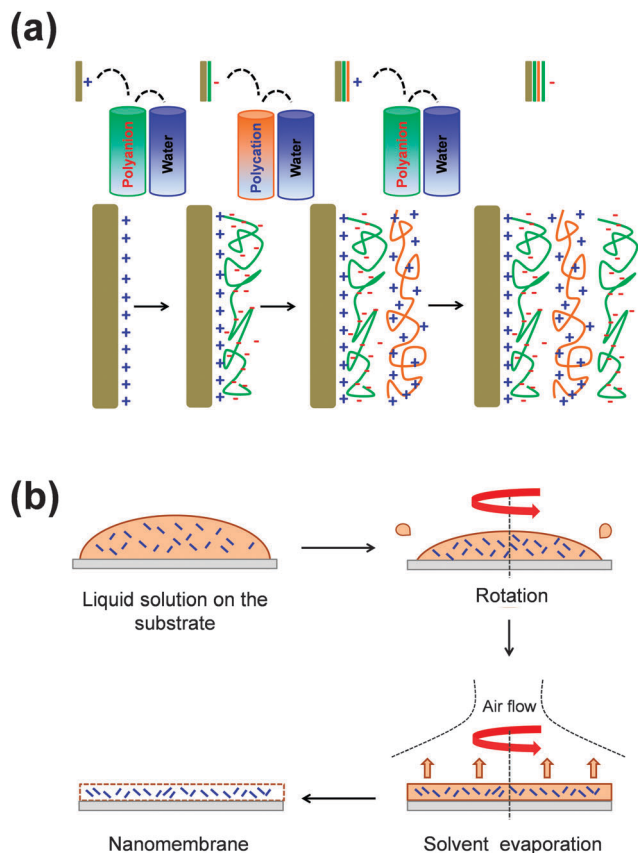 (a)
+
-
+
-
Polyanion
Water
Polycation
Water
Polyanion
Water
(b)
Liquid solution on the
substrate
Rotation
Air flow
Nanomembrane
Solvent evaporation